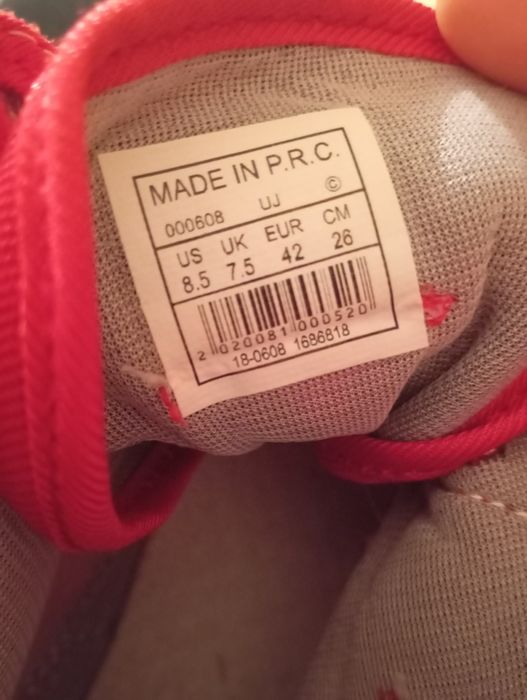 MADE IN P.R.C.
000608 UJ ©
US UK EUR CM
8.5 7.5 42 26
2 020081 000520
18-0608 1686818